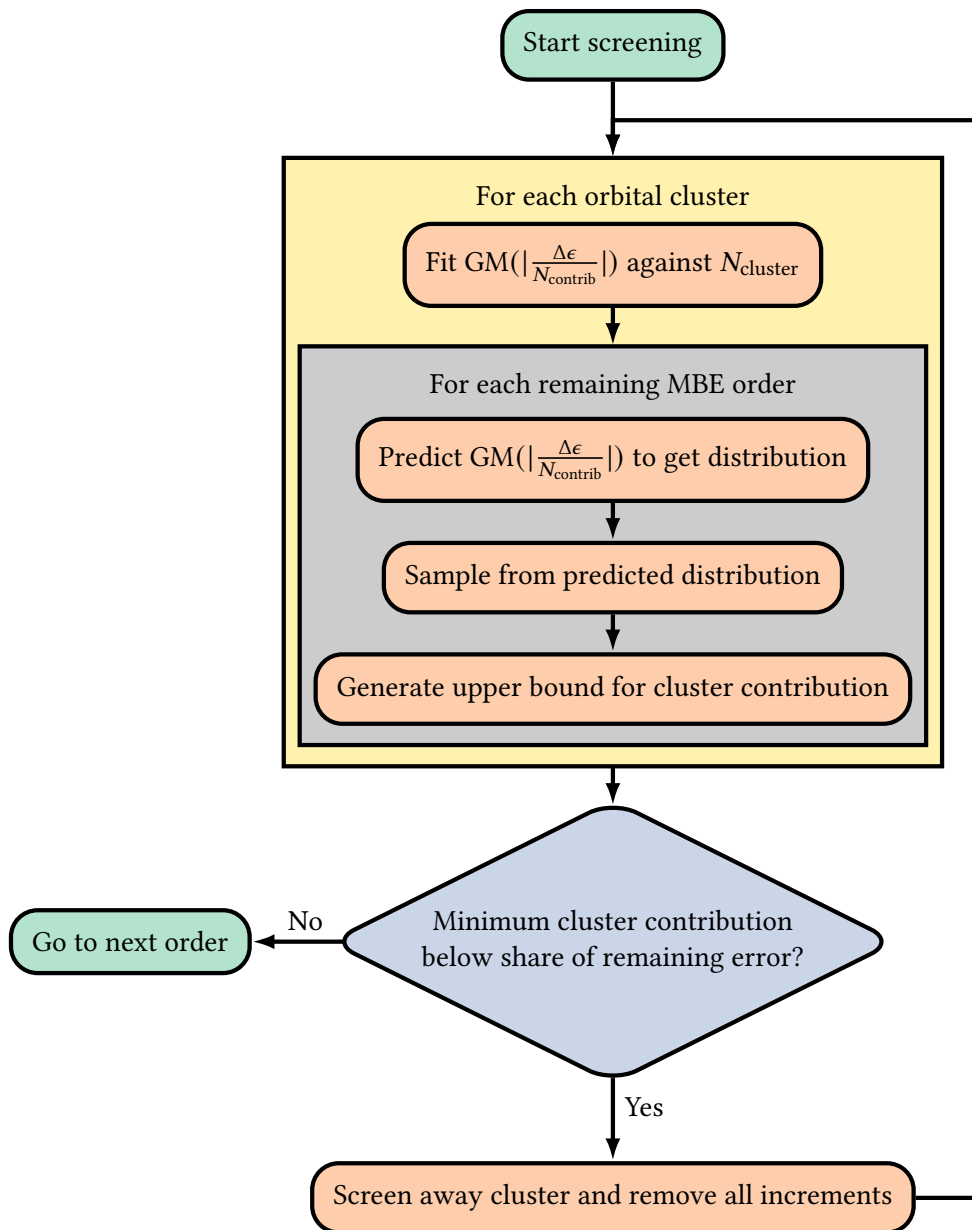 Start screening
For each orbital cluster
Fit GM(|Δϵ/N_contrib|) against N_cluster
For each remaining MBE order
Predict GM(|Δϵ/N_contrib|) to get distribution
Sample from predicted distribution
Generate upper bound for cluster contribution
Minimum cluster contribution
below share of remaining error?
No
Go to next order
Yes
Screen away cluster and remove all increments